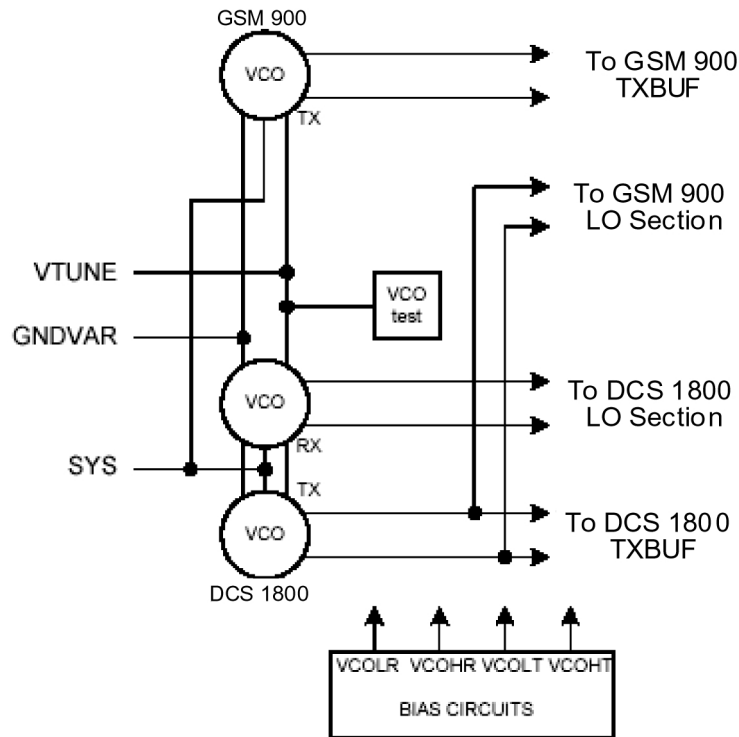 GSM 900
VCO
To GSM 900
TXBUF
TX
To GSM 900
LO Section
VTUNE
VCO
test
GNDVAR
VCO
To DCS 1800
LO Section
RX
SYS
TX
To DCS 1800
TXBUF
VCO
DCS 1800
VCOLR VCOHR VCOLT VCOHT
BIAS CIRCUITS